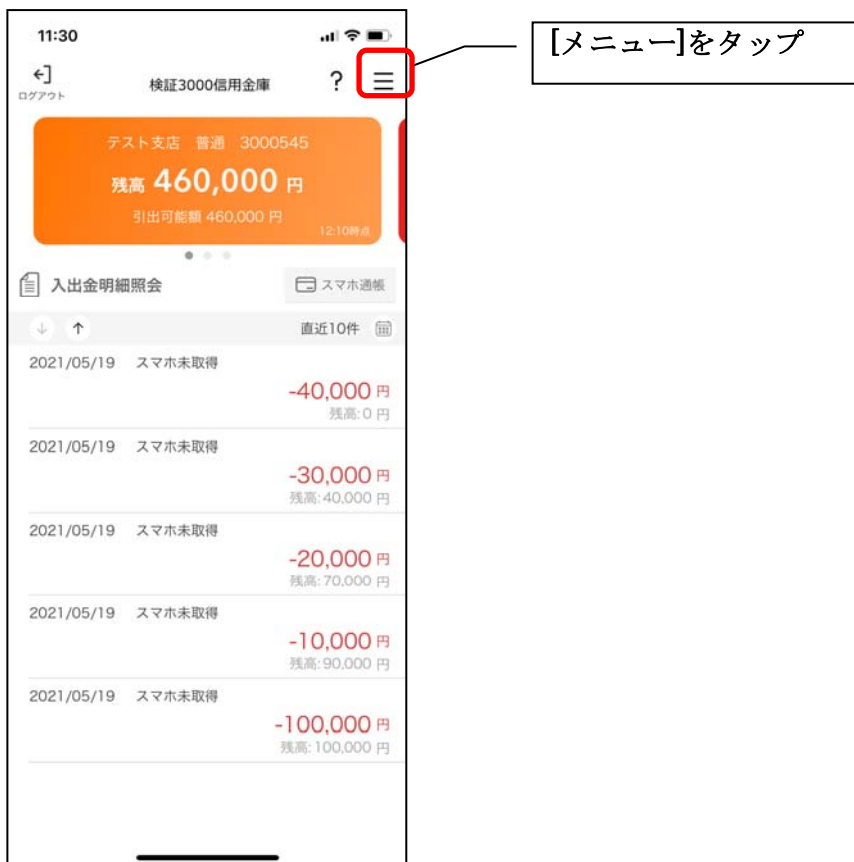 11:30
[メニュー]をタップ
ログアウト
検証3000信用金庫
?
テスト支店 普通 3000545
残高 460,000 円
引出可能額 460,000 円
12:10時点
入出金明細照会
スマホ通帳
↓ ↑
直近10件
2021/05/19 スマホ未取得
-40,000 円
残高: 0 円
2021/05/19 スマホ未取得
-30,000 円
残高: 40,000 円
2021/05/19 スマホ未取得
-20,000 円
残高: 70,000 円
2021/05/19 スマホ未取得
-10,000 円
残高: 90,000 円
2021/05/19 スマホ未取得
-100,000 円
残高: 100,000 円